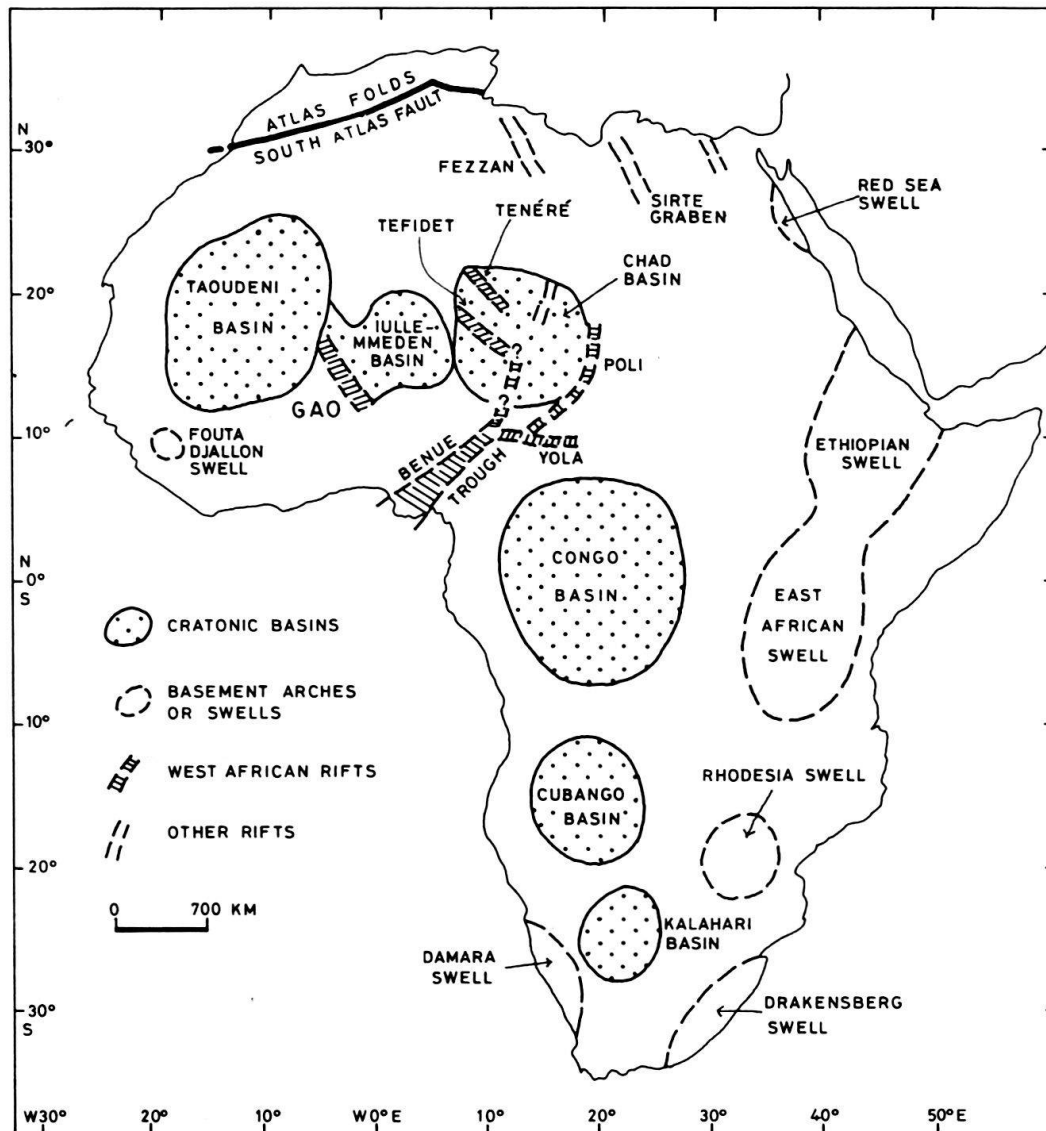 ATLAS FOLDS
SOUTH ATLAS FAULT
N
30°
FEZZAN
SIRTE
GRABEN
RED SEA
SWELL
TENÉRÉ
TEFIDET
CHAD
BASIN
20°
TAOUDENI
BASIN
IULLE-
MMEDEN
BASIN
?
POLI
GAO
?
10°
FOUTA
DJALLON
SWELL
BENUE
TROUGH
YOLA
ETHIOPIAN
SWELL
N
0°
S
CONGO
BASIN
EAST
AFRICAN
SWELL
CRATONIC BASINS
BASEMENT ARCHES
OR SWELLS
10°
WEST AFRICAN RIFTS
RHODESIA SWELL
CUBANGO
BASIN
OTHER RIFTS
20°
0 700 KM
KALAHARI
BASIN
DAMARA
SWELL
30°
S
DRAKENSBERG
SWELL
W30° 20° 10° W0°E 10° 20° 30° 40° 50°E